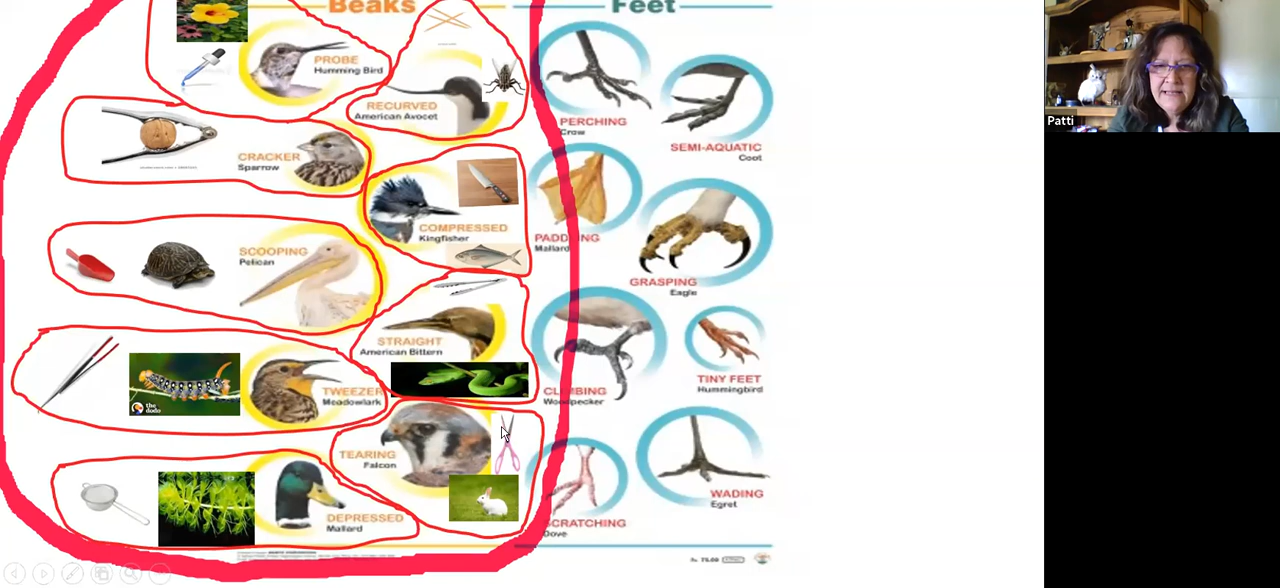 Beaks
Feet
PROBE
Humming Bird
RECURVED
American Avocet
CRACKER
Sparrow
COMPRESSED
Kingfisher
SCOOPING
Pelican
STRAIGHT
American Bittern
TWEEZER
Meadowlark
the
dodo
TEARING
Falcon
DEPRESSED
Mallard
PERCHING
Crow
SEMI-AQUATIC
Coot
PADDLING
Mallard
GRASPING
Eagle
CLIMBING
Woodpecker
TINY FEET
Hummingbird
WADING
Egret
SCRATCHING
Dove
Patti